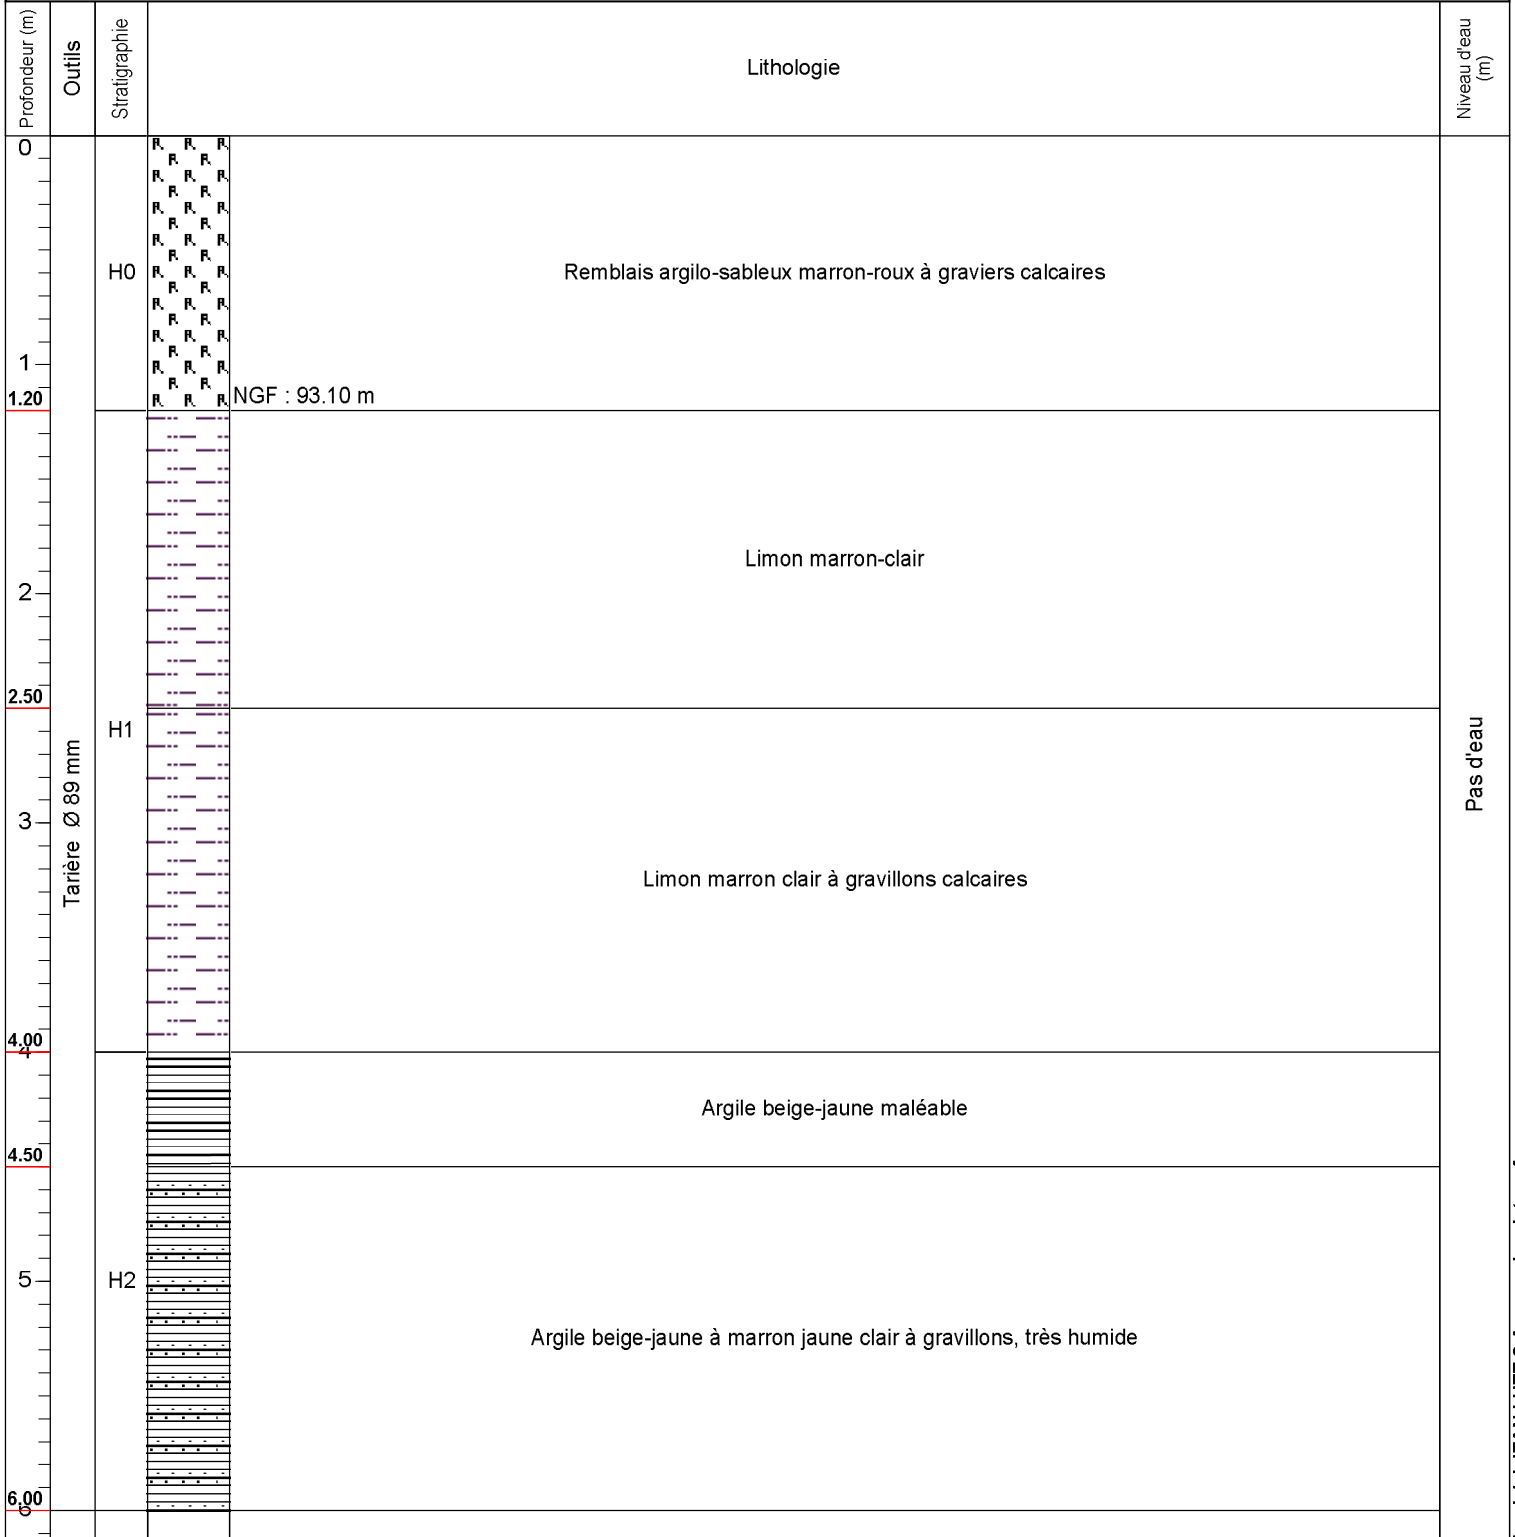 Profondeur (m)
Outils
Stratigraphie
Lithologie
Niveau d'eau
(m)
0
H0
Remblais argilo-sableux marron-roux à graviers calcaires
1
1.20
NGF : 93.10 m
Limon marron-clair
2
2.50
H1
Tarière Ø 89 mm
Pas d'eau
3
Limon marron clair à gravillons calcaires
4.00
4
Argile beige-jaune maléable
4.50
5
H2
Argile beige-jaune à marron jaune clair à gravillons, très humide
6.00
6